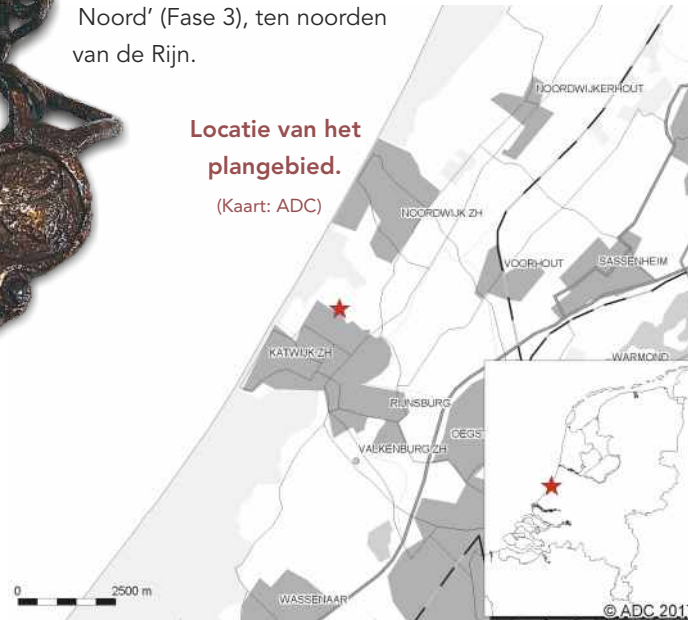 Noord’ (Fase 3), ten noorden
van de Rijn.
Locatie van het
plangebied.
(Kaart: ADC)
NOORDWIJKERHOUT
NOORDWIJK ZH
VOORHOUT
SASSENHEIM
KATWIJK ZH
WARMOND
RIJNSBURG
OEGST
VALKENBURG ZH
WASSENAAR
0 2500 m
© ADC 2017